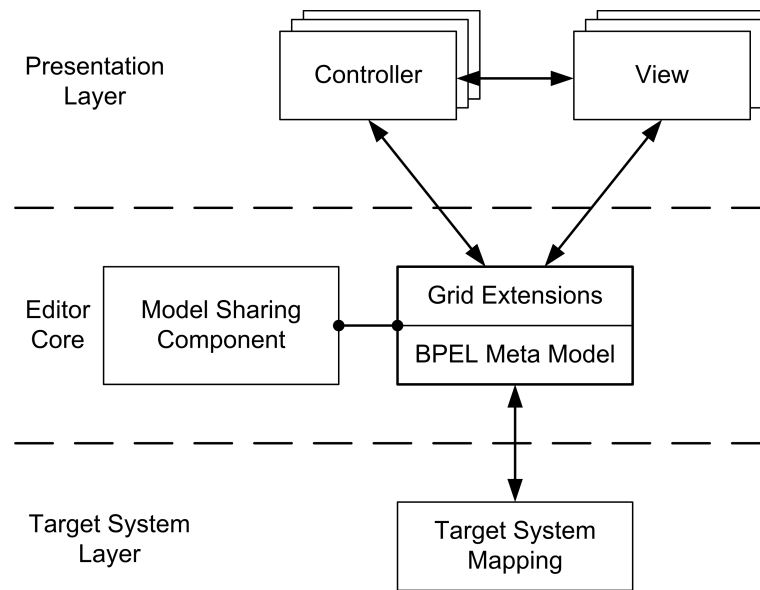 Presentation
Layer
Controller
View
Editor
Core
Model Sharing
Component
Grid Extensions
BPEL Meta Model
Target System
Layer
Target System
Mapping